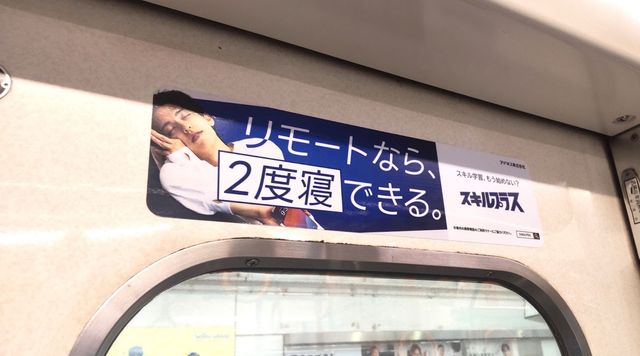 リモートなら、
2度寝できる。
スキル学習、もう始めない?
スキルプラス